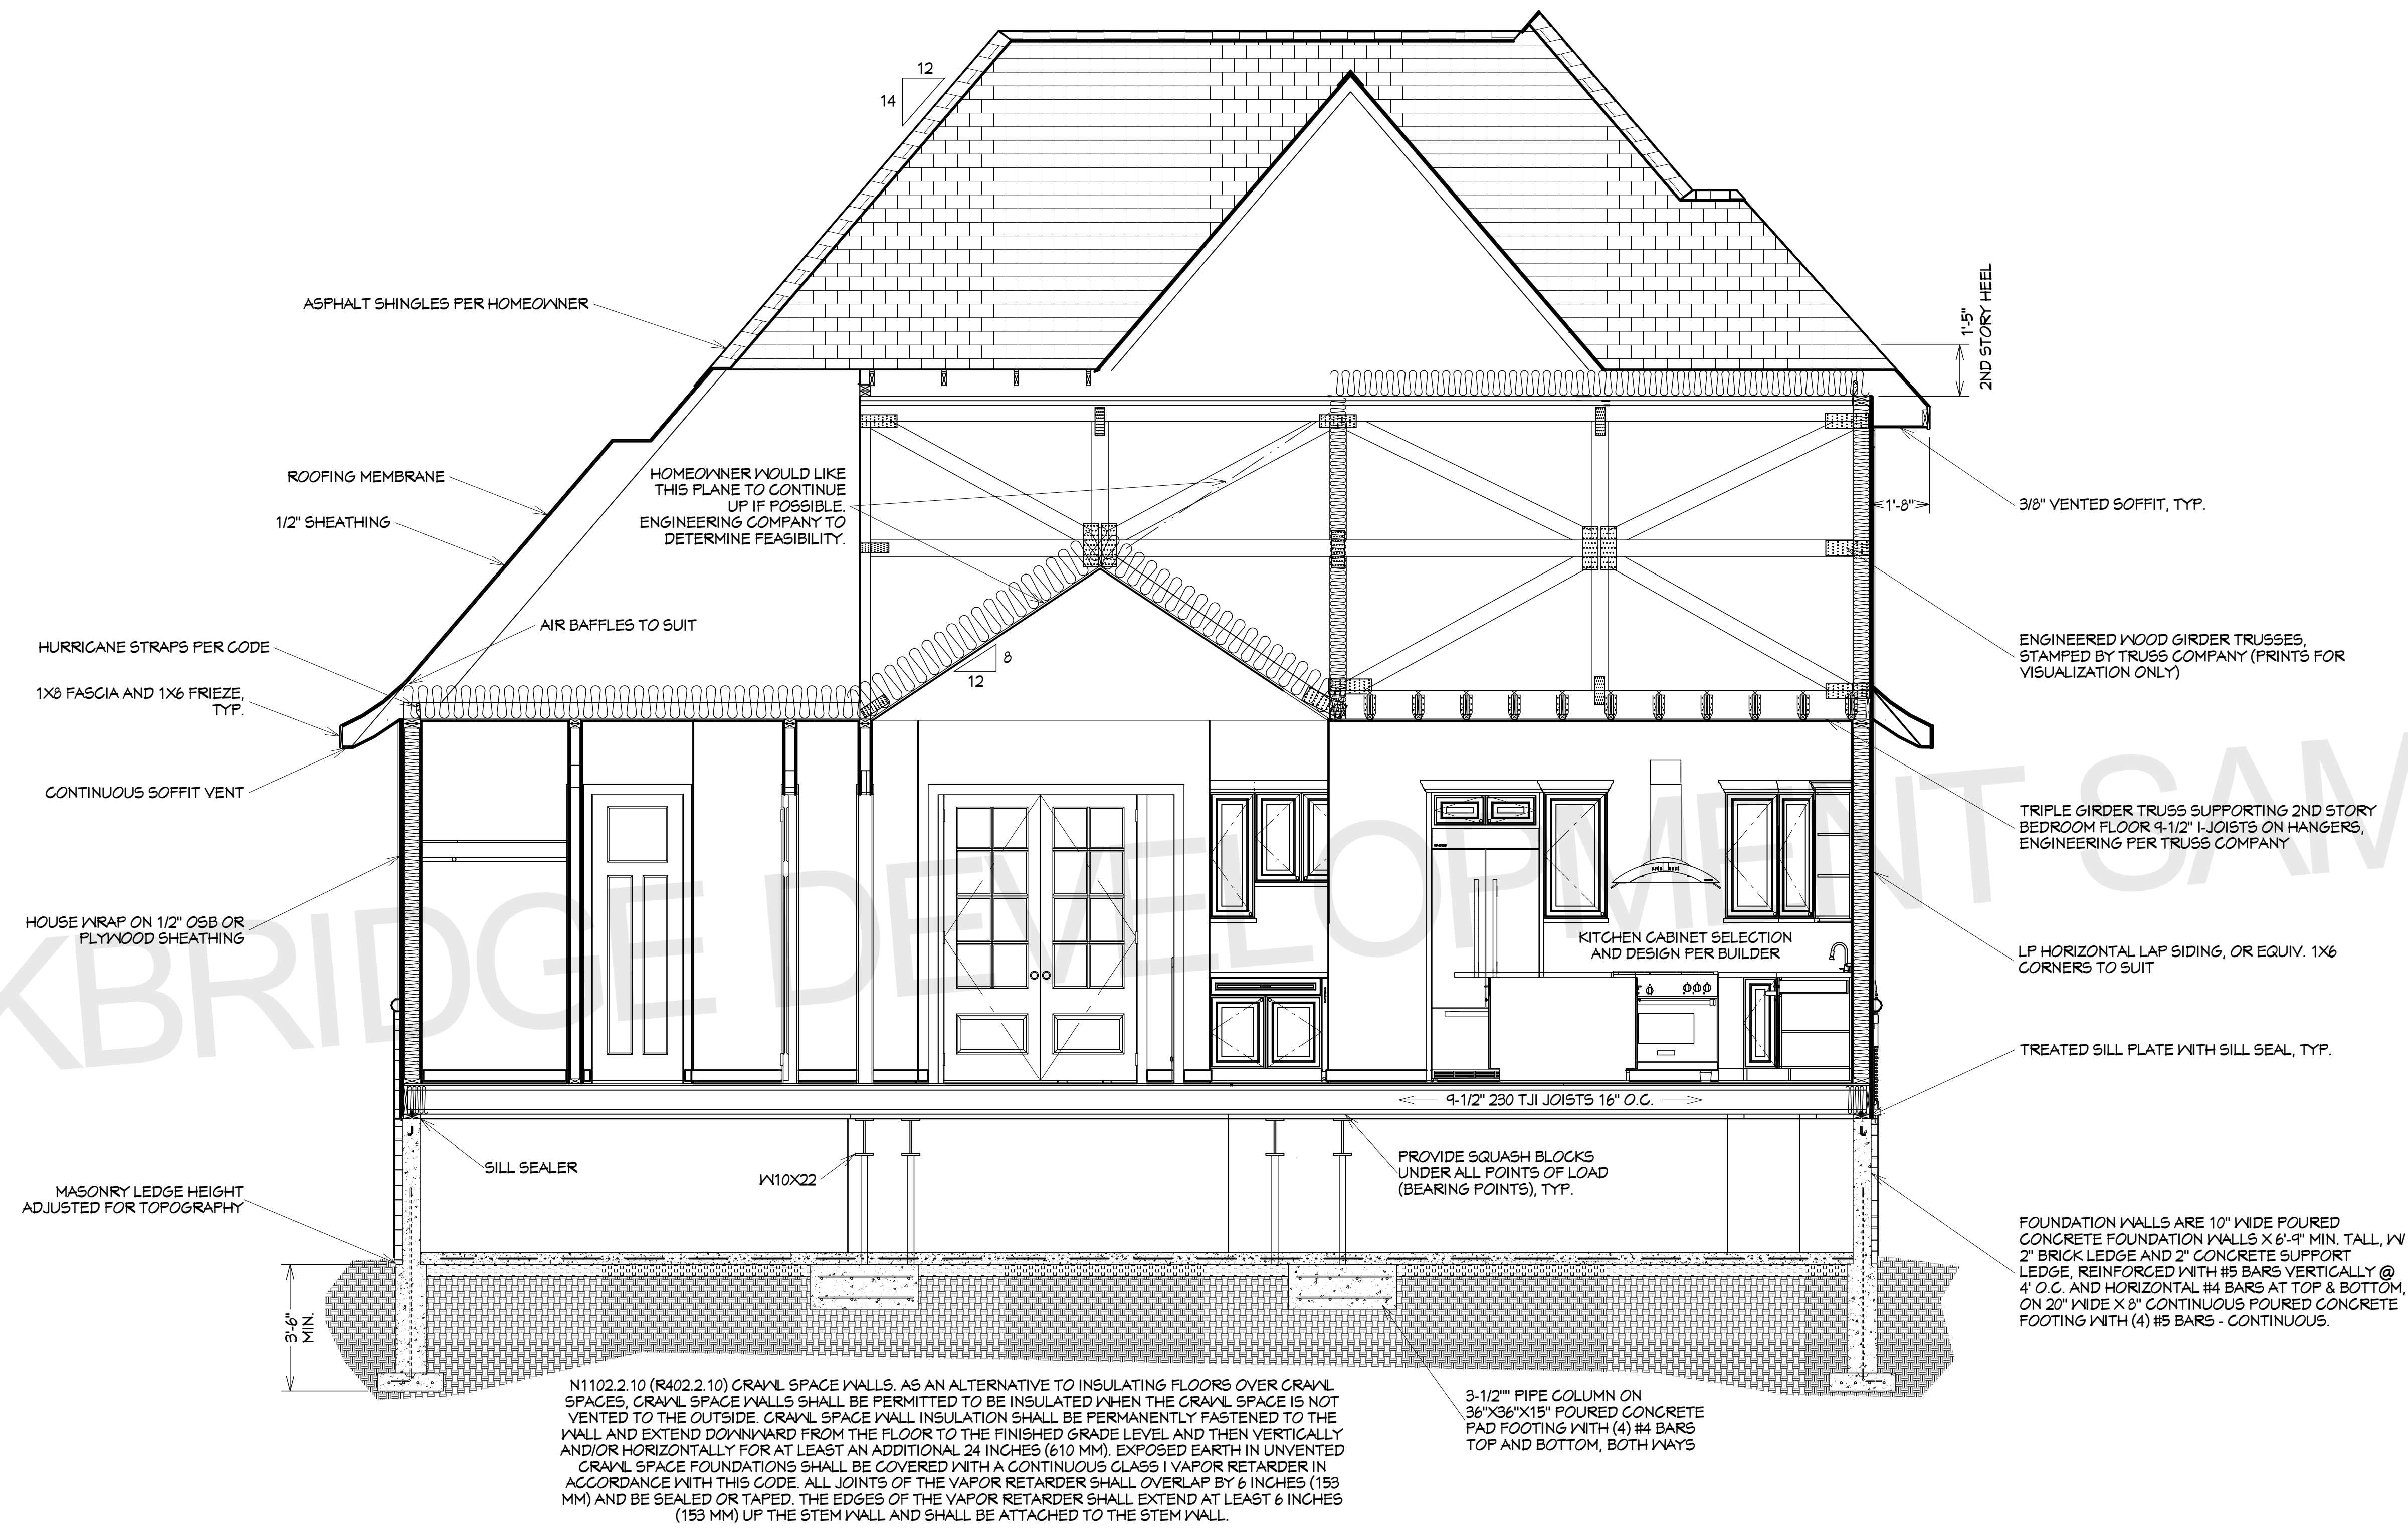 12
14
ASPHALT SHINGLES PER HOMEOWNER
1'-5"
2ND STORY HEEL
ROOFING MEMBRANE
1/2" SHEATHING
HOMEOWNER WOULD LIKE
THIS PLANE TO CONTINUE
UP IF POSSIBLE.
ENGINEERING COMPANY TO
DETERMINE FEASIBILITY.
1'-8"
3/8" VENTED SOFFIT, TYP.
AIR BAFFLES TO SUIT
HURRICANE STRAPS PER CODE
1X8 FASCIA AND 1X6 FRIEZE,
TYP.
8
12
ENGINEERED WOOD GIRDER TRUSSES,
STAMPED BY TRUSS COMPANY (PRINTS FOR
VISUALIZATION ONLY)
CONTINUOUS SOFFIT VENT
TRIPLE GIRDER TRUSS SUPPORTING 2ND STORY
BEDROOM FLOOR 9-1/2" I-JOISTS ON HANGERS,
ENGINEERING PER TRUSS COMPANY
HOUSE WRAP ON 1/2" OSB OR
PLYWOOD SHEATHING
KITCHEN CABINET SELECTION
AND DESIGN PER BUILDER
LP HORIZONTAL LAP SIDING, OR EQUIV. 1X6
CORNERS TO SUIT
KBRIDGE DEVELOPMENT SAM
TREATED SILL PLATE WITH SILL SEAL, TYP.
9-1/2" 230 TJI JOISTS 16" O.C.
SILL SEALER
W10X22
PROVIDE SQUASH BLOCKS
UNDER ALL POINTS OF LOAD
(BEARING POINTS), TYP.
MASONRY LEDGE HEIGHT
ADJUSTED FOR TOPOGRAPHY
FOUNDATION WALLS ARE 10" WIDE POURED
CONCRETE FOUNDATION WALLS X 6'-9" MIN. TALL, W/
2" BRICK LEDGE AND 2" CONCRETE SUPPORT
LEDGE, REINFORCED WITH #5 BARS VERTICALLY @
4' O.C. AND HORIZONTAL #4 BARS AT TOP & BOTTOM,
ON 20" WIDE X 8" CONTINUOUS POURED CONCRETE
FOOTING WITH (4) #5 BARS - CONTINUOUS.
3'-6"
MIN.
N1102.2.10 (R402.2.10) CRAWL SPACE WALLS. AS AN ALTERNATIVE TO INSULATING FLOORS OVER CRAWL
SPACES, CRAWL SPACE WALLS SHALL BE PERMITTED TO BE INSULATED WHEN THE CRAWL SPACE IS NOT
VENTED TO THE OUTSIDE. CRAWL SPACE WALL INSULATION SHALL BE PERMANENTLY FASTENED TO THE
WALL AND EXTEND DOWNWARD FROM THE FLOOR TO THE FINISHED GRADE LEVEL AND THEN VERTICALLY
AND/OR HORIZONTALLY FOR AT LEAST AN ADDITIONAL 24 INCHES (610 MM). EXPOSED EARTH IN UNVENTED
CRAWL SPACE FOUNDATIONS SHALL BE COVERED WITH A CONTINUOUS CLASS I VAPOR RETARDER IN
ACCORDANCE WITH THIS CODE. ALL JOINTS OF THE VAPOR RETARDER SHALL OVERLAP BY 6 INCHES (153
MM) AND BE SEALED OR TAPED. THE EDGES OF THE VAPOR RETARDER SHALL EXTEND AT LEAST 6 INCHES
(153 MM) UP THE STEM WALL AND SHALL BE ATTACHED TO THE STEM WALL.
3-1/2"" PIPE COLUMN ON
36"X36"X15" POURED CONCRETE
PAD FOOTING WITH (4) #4 BARS
TOP AND BOTTOM, BOTH WAYS